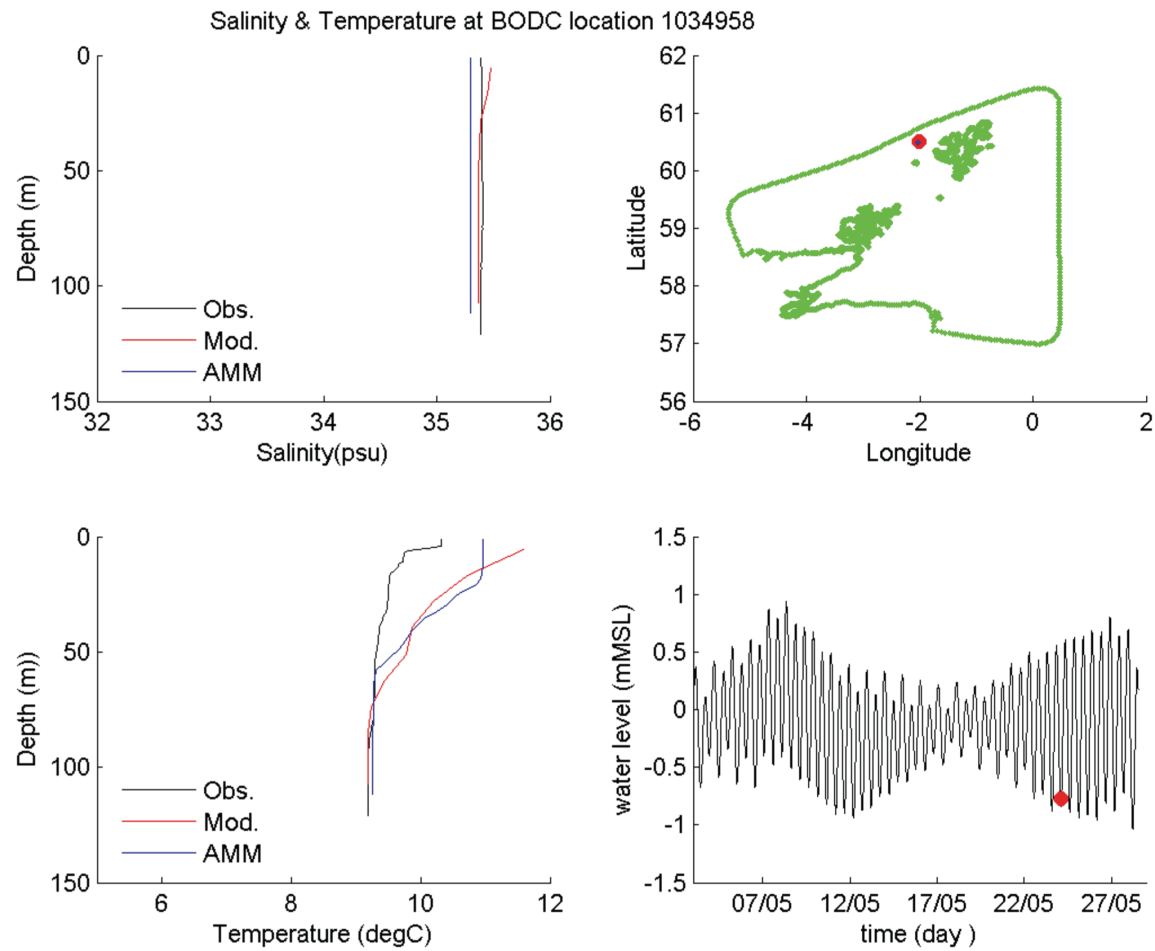 Salinity & Temperature at BODC location 1034958
0
50
100
150
Depth (m)
Obs.
Mod.
AMM
32
33
34
35
36
Salinity(psu)
62
61
60
59
58
57
56
Latitude
-6
-4
-2
0
2
Longitude
0
50
100
150
Depth (m))
Obs.
Mod.
AMM
6
8
10
12
Temperature (degC)
1.5
1
0.5
0
-0.5
-1
-1.5
water level (mMSL)
07/05
12/05
17/05
22/05
27/05
time (day )